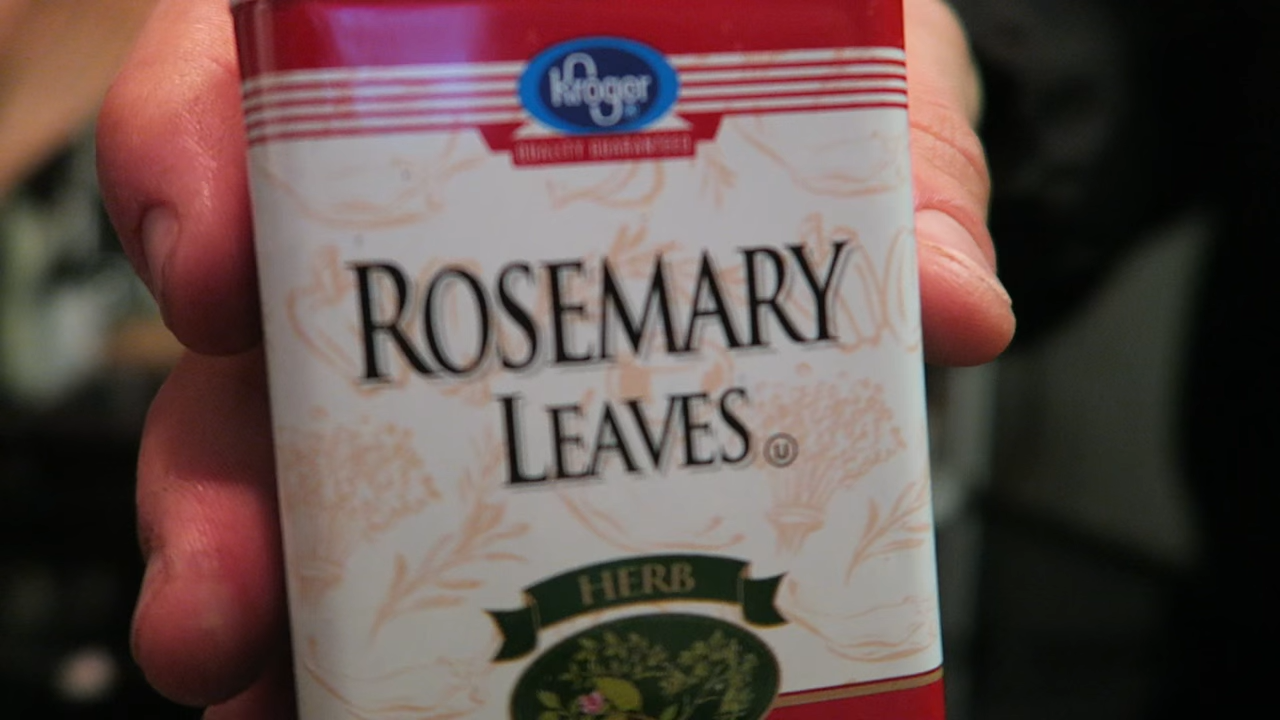 Kroger
QUALITY GUARANTEED
ROSEMARY
LEAVES U
HERB